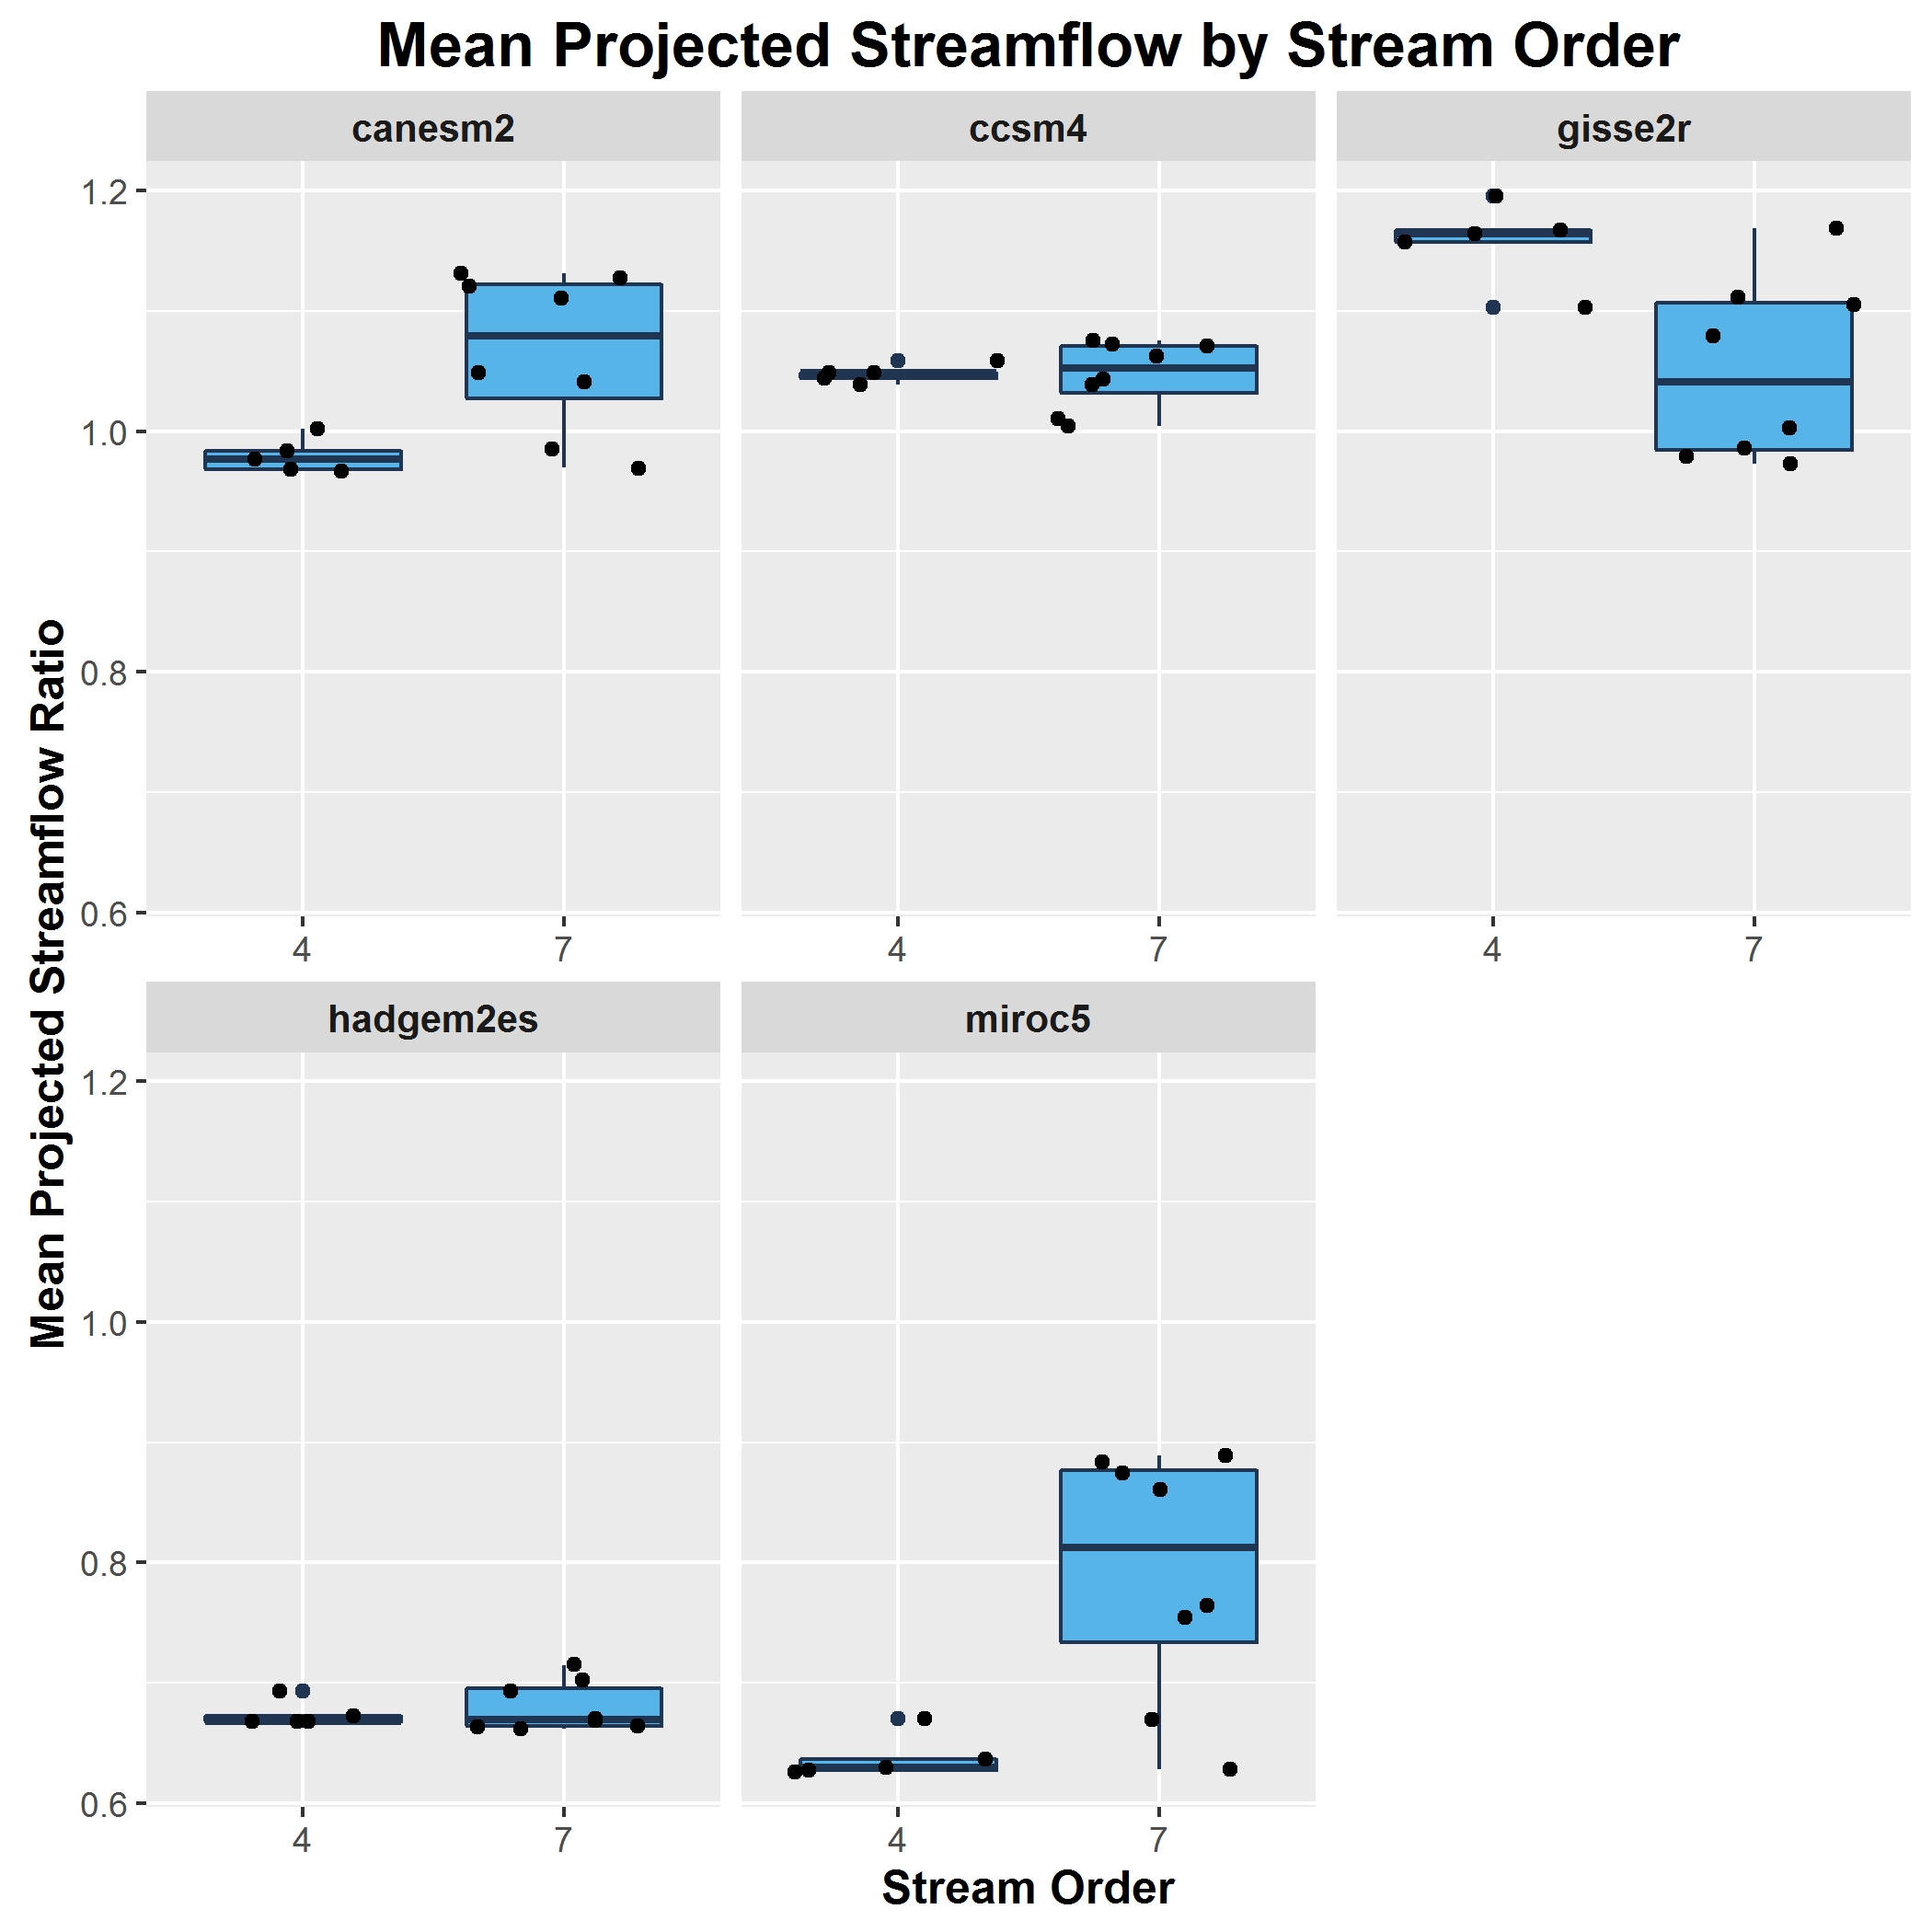 Mean Projected Streamflow by Stream Order
canesm2
ccsm4
gisse2r
1.2
1.0
0.8
0.6
4
7
4
7
4
7
Mean Projected Streamflow Ratio
hadgem2es
miroc5
1.2
1.0
0.8
0.6
4
7
4
7
Stream Order